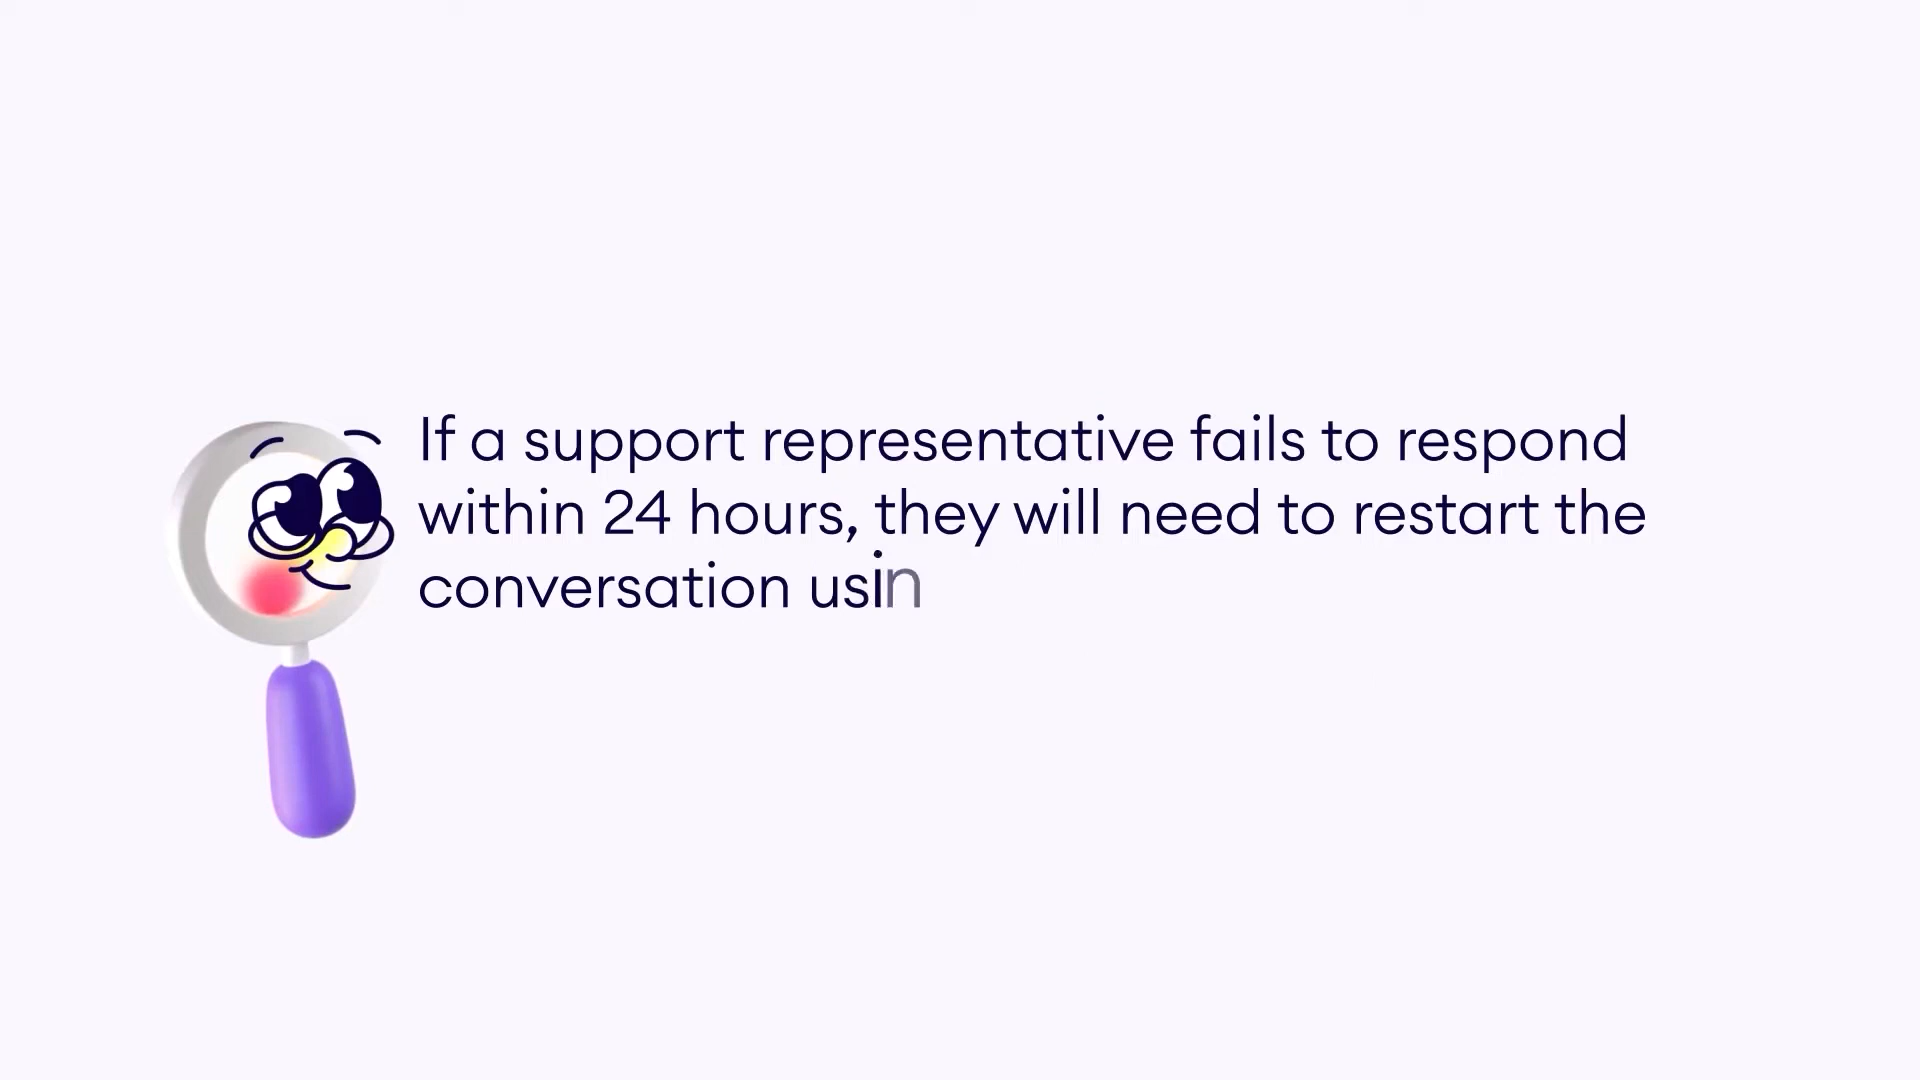 If a support representative fails to respond
within 24 hours, they will need to restart the
conversation usin